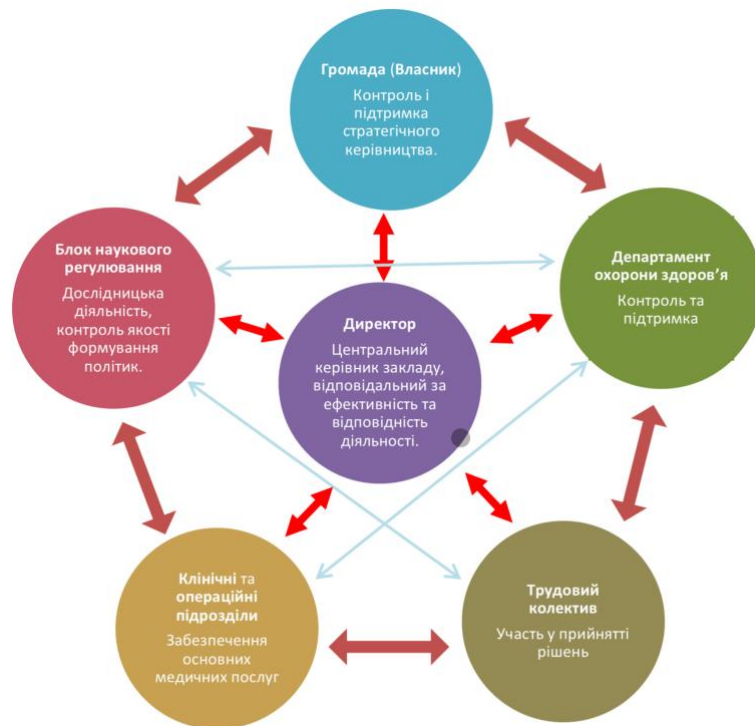 Громада (Власник)
Контроль і
підтримка
стратегічного
керівництва.
Блок наукового
регулювання
Дослідницька
діяльність,
контроль якості
формування
політик.
Департамент
охорони здоров’я
Контроль та
підтримка
Директор
Центральний
керівник закладу,
відповідальний за
ефективність та
відповідність
діяльності.
Клінічні та
операційні
підрозділи
Забезпечення
основних
медичних послуг
Трудовий
колектив
Участь у прийнятті
рішень